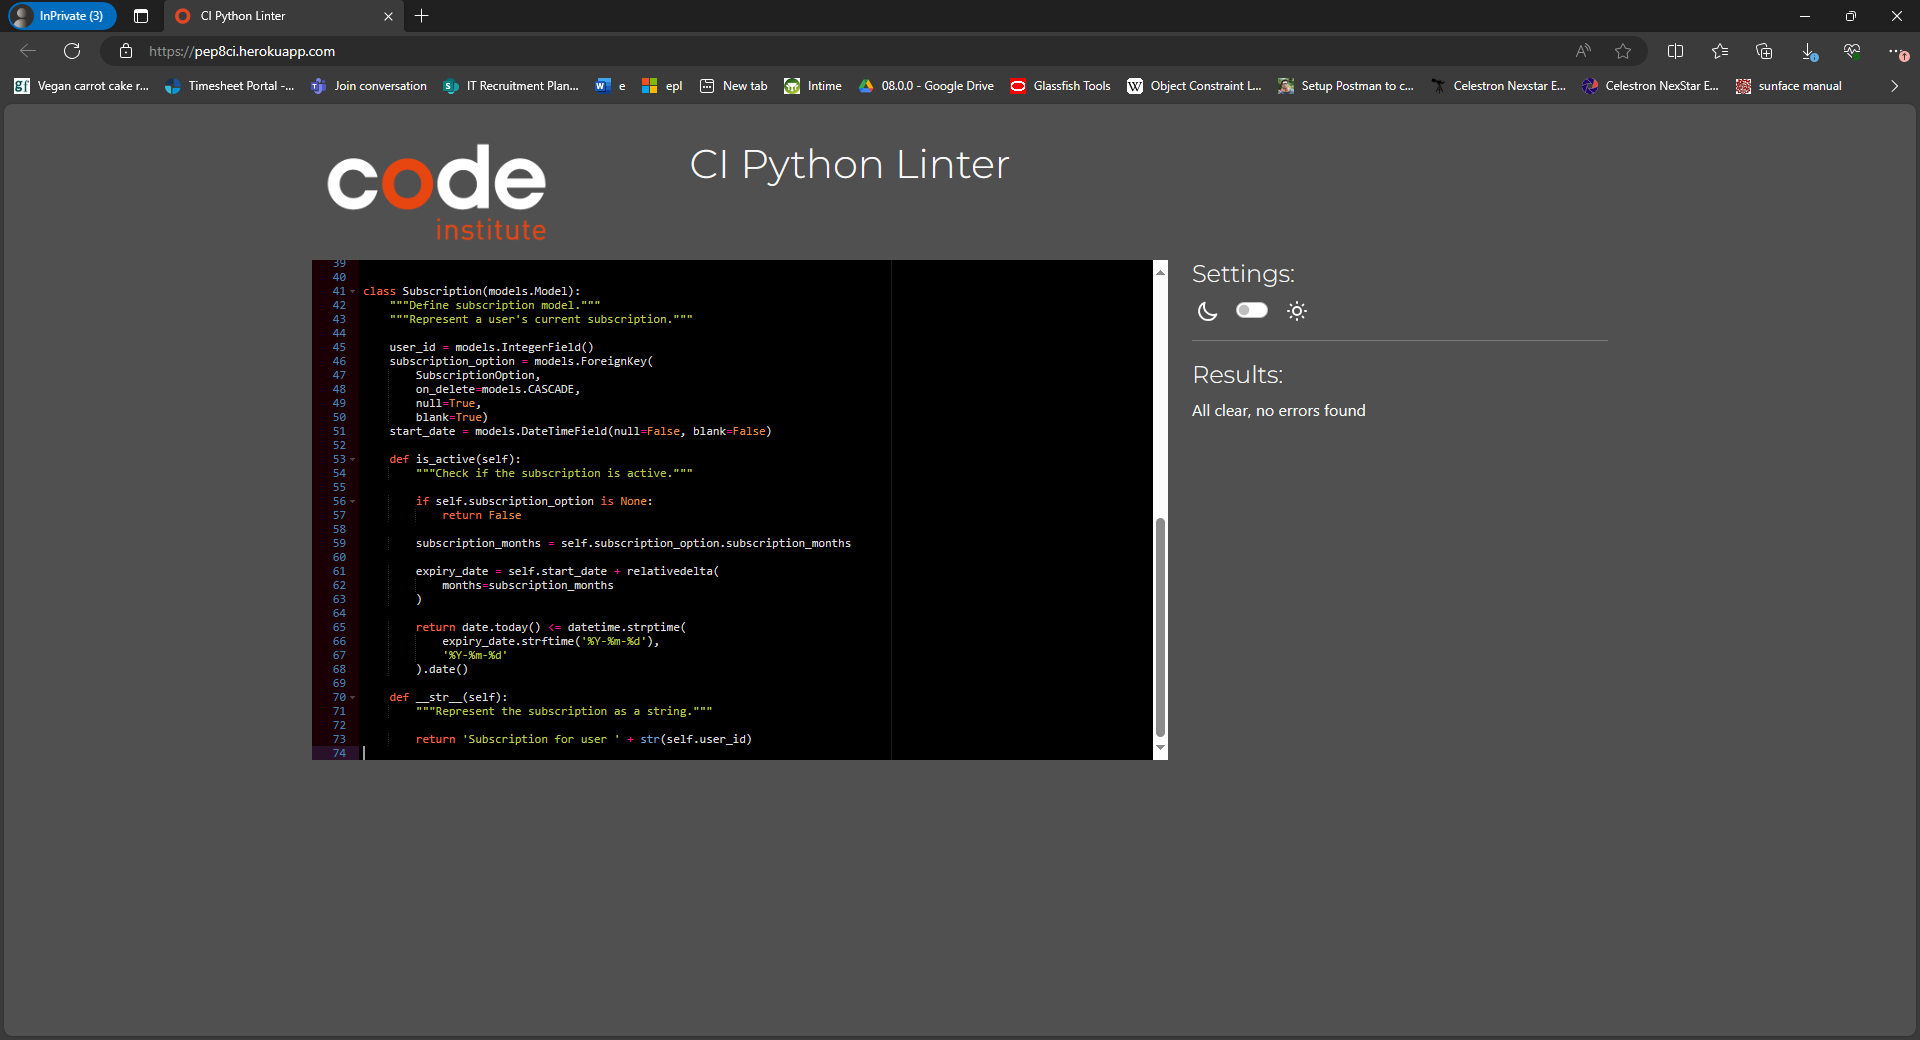 InPrivate (3)
CI Python Linter
https://pep8ci.herokuapp.com
Vegan carrot cake r...
Timesheet Portal -...
Join conversation
IT Recruitment Plan...
e
epl
New tab
Intime
08.0.0 - Google Drive
Glassfish Tools
Object Constraint L...
Setup Postman to c...
Celestron Nexstar E...
Celestron NexStar E...
sunface manual
code
institute
CI Python Linter
39
40
41 class Subscription(models.Model):
42 """Define subscription model."""
43 """Represent a user's current subscription."""
44
45 user_id = models.IntegerField()
46 subscription_option = models.ForeignKey(
47 SubscriptionOption,
48 on_delete=models.CASCADE,
49 null=True,
50 blank=True)
51 start_date = models.DateTimeField(null=False, blank=False)
52
53 def is_active(self):
54 """Check if the subscription is active."""
55
56 if self.subscription_option is None:
57 return False
58
59 subscription_months = self.subscription_option.subscription_months
60
61 expiry_date = self.start_date + relativedelta(
62 months=subscription_months
63 )
64
65 return date.today() <= datetime.strptime(
66 expiry_date.strftime('%Y-%m-%d'),
67 '%Y-%m-%d'
68 ).date()
69
70 def __str__(self):
71 """Represent the subscription as a string."""
72
73 return 'Subscription for user ' + str(self.user_id)
74
Settings:
Results:
All clear, no errors found